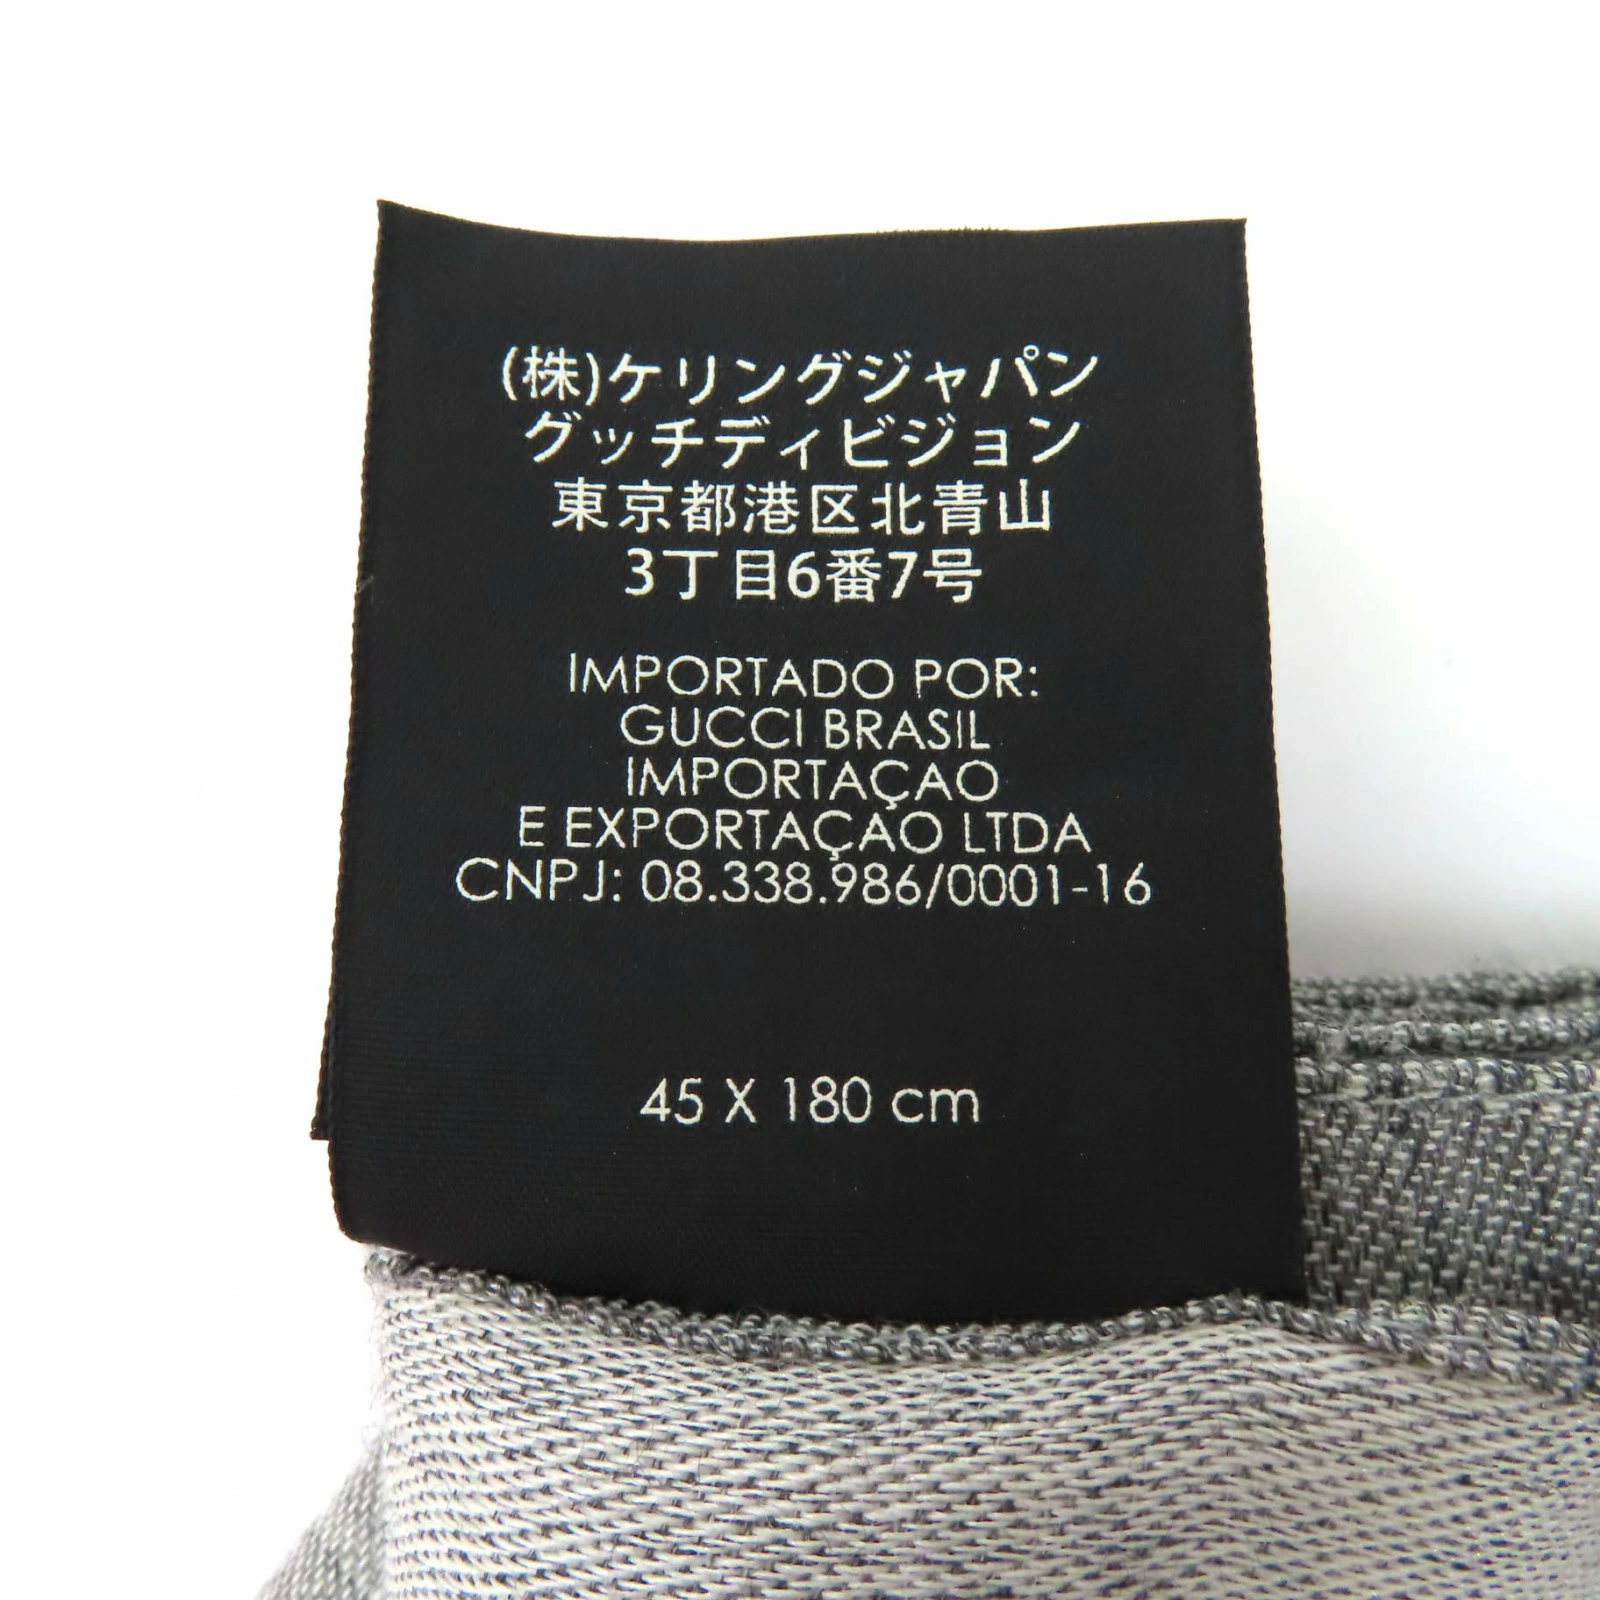 (株)ケリングジャパン
グッチディビジョン
東京都港区北青山
3丁目6番7号
IMPORTADO POR:
GUCCI BRASIL
IMPORTAÇAO
E EXPORTAÇAO LTDA
CNPJ: 08.338.986/0001-16
45 X 180 cm